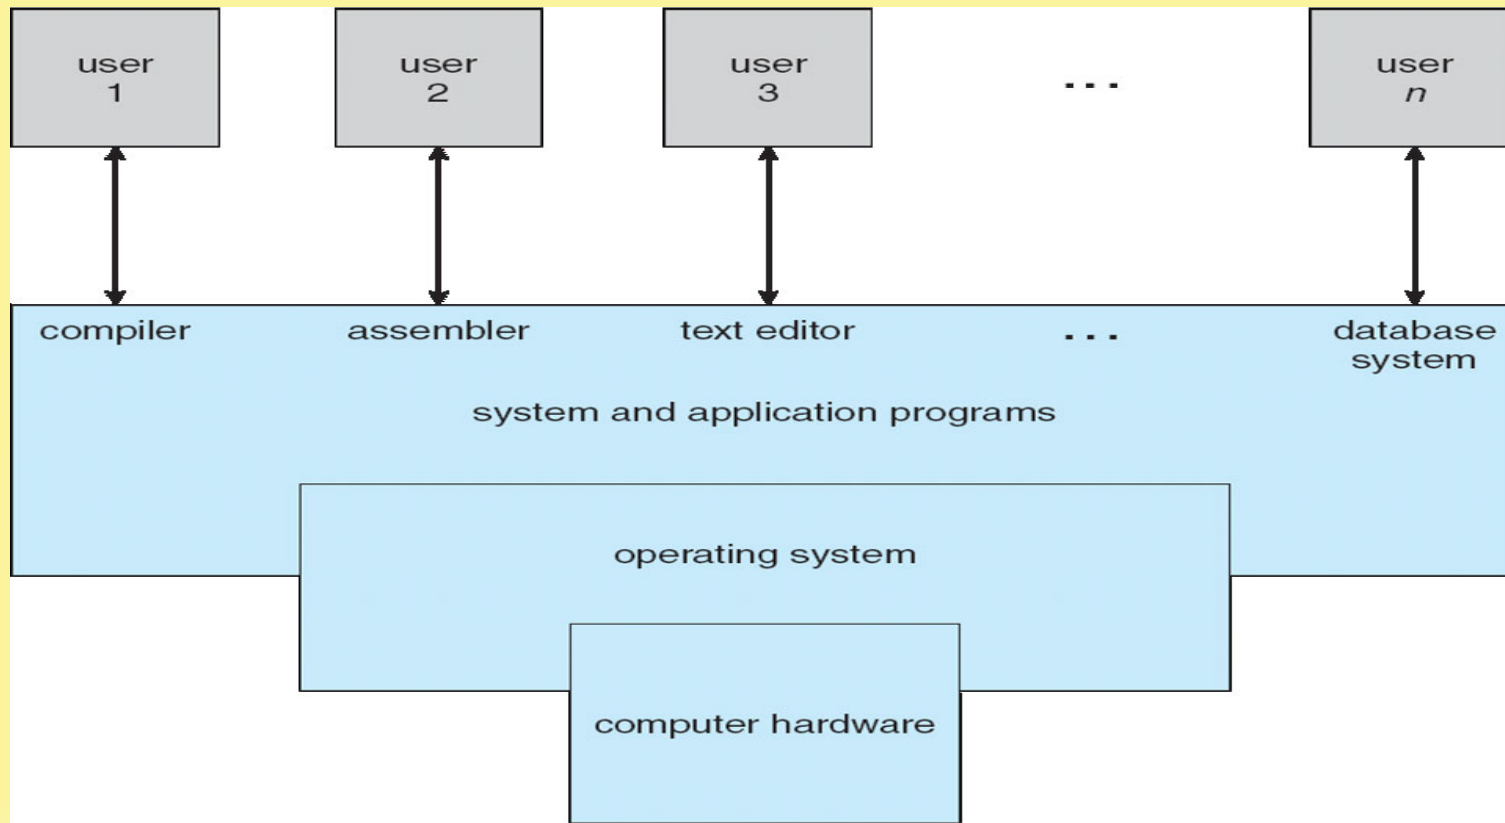 user
1
user
2
user
3
...
user
n
compiler
assembler
text editor
...
database
system
system and application programs
operating system
computer hardware